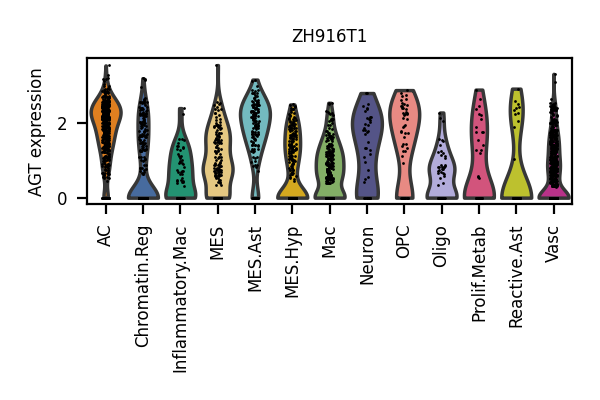 ZH916T1
AGT expression
2
0
AC
Chromatin.Reg
Inflammatory.Mac
MES
MES.Ast
MES.Hyp
Mac
Neuron
OPC
Oligo
Prolif.Metab
Reactive.Ast
Vasc